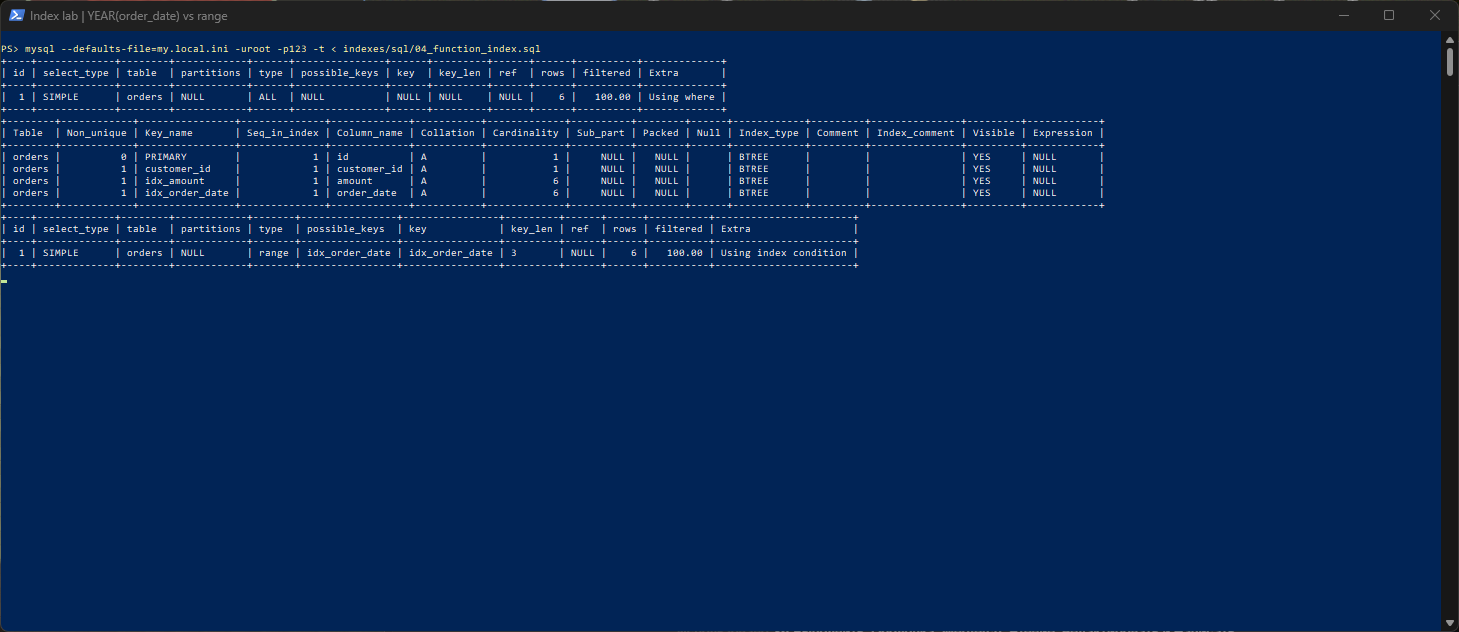 Index lab | YEAR(order_date) vs range
PS> mysql --defaults-file=my.local.ini -uroot -p123 -t < indexes/sql/04_function_index.sql
+----+-------------+--------+------------+------+---------------+------+---------+------+------+----------+-------------+
| id | select_type | table  | partitions | type | possible_keys | key  | key_len | ref  | rows | filtered | Extra       |
+----+-------------+--------+------------+------+---------------+------+---------+------+------+----------+-------------+
|  1 | SIMPLE      | orders | NULL       | ALL  | NULL          | NULL | NULL    | NULL |    6 |   100.00 | Using where |
+----+-------------+--------+------------+------+---------------+------+---------+------+------+----------+-------------+
+--------+------------+----------------+--------------+-------------+-----------+-------------+----------+--------+------+------------+---------+---------------+---------+------------+
| Table  | Non_unique | Key_name       | Seq_in_index | Column_name | Collation | Cardinality | Sub_part | Packed | Null | Index_type | Comment | Index_comment | Visible | Expression |
+--------+------------+----------------+--------------+-------------+-----------+-------------+----------+--------+------+------------+---------+---------------+---------+------------+
| orders |          0 | PRIMARY        |            1 | id          | A         |           1 |     NULL |   NULL |      | BTREE      |         |               | YES     | NULL       |
| orders |          1 | customer_id    |            1 | customer_id | A         |           1 |     NULL |   NULL |      | BTREE      |         |               | YES     | NULL       |
| orders |          1 | idx_amount     |            1 | amount      | A         |           6 |     NULL |   NULL |      | BTREE      |         |               | YES     | NULL       |
| orders |          1 | idx_order_date |            1 | order_date  | A         |           6 |     NULL |   NULL |      | BTREE      |         |               | YES     | NULL       |
+--------+------------+----------------+--------------+-------------+-----------+-------------+----------+--------+------+------------+---------+---------------+---------+------------+
+----+-------------+--------+------------+-------+----------------+----------------+---------+------+------+----------+-----------------------+
| id | select_type | table  | partitions | type  | possible_keys  | key            | key_len | ref  | rows | filtered | Extra                 |
+----+-------------+--------+------------+-------+----------------+----------------+---------+------+------+----------+-----------------------+
|  1 | SIMPLE      | orders | NULL       | range | idx_order_date | idx_order_date | 3       | NULL |    6 |   100.00 | Using index condition |
+----+-------------+--------+------------+-------+----------------+----------------+---------+------+------+----------+-----------------------+